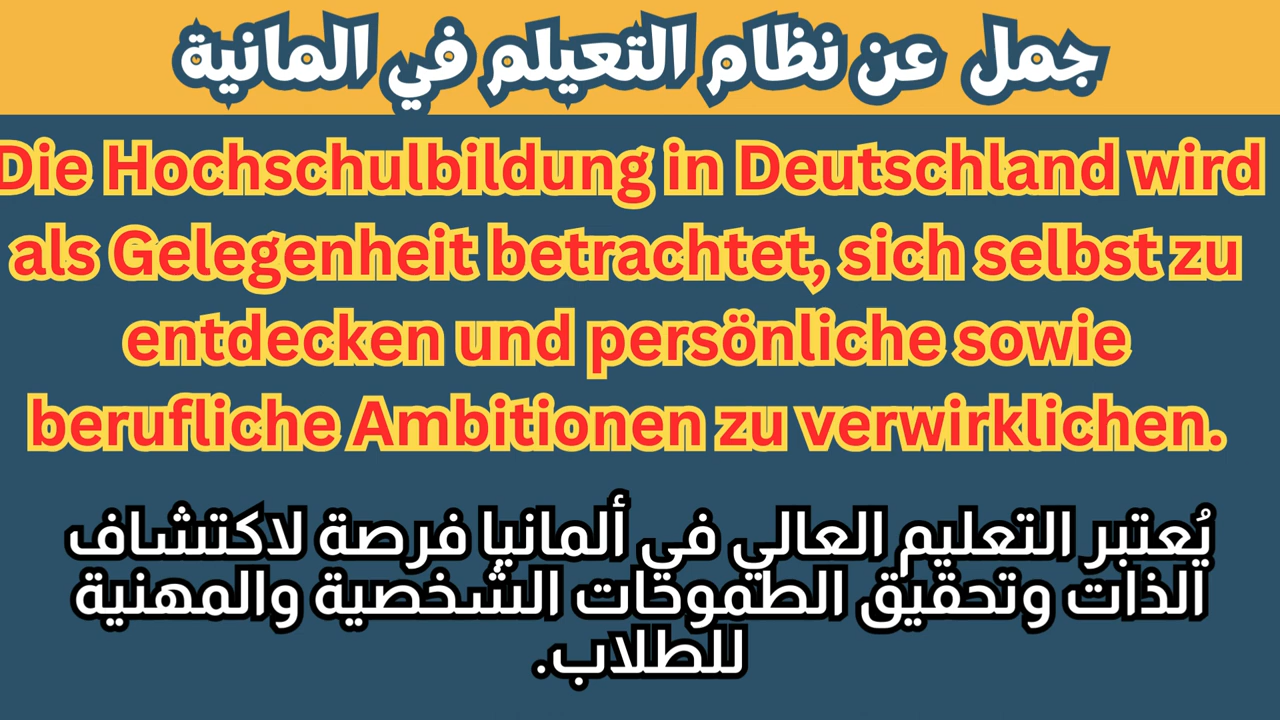 جمل عن نظام التعيلم في المانية
Die Hochschulbildung in Deutschland wird
als Gelegenheit betrachtet, sich selbst zu
entdecken und persönliche sowie
berufliche Ambitionen zu verwirklichen.
يُعتبر التعليم العالي في ألمانيا فرصة لاكتشاف
الذات وتحقيق الطموحات الشخصية والمهنية
للطلاب.